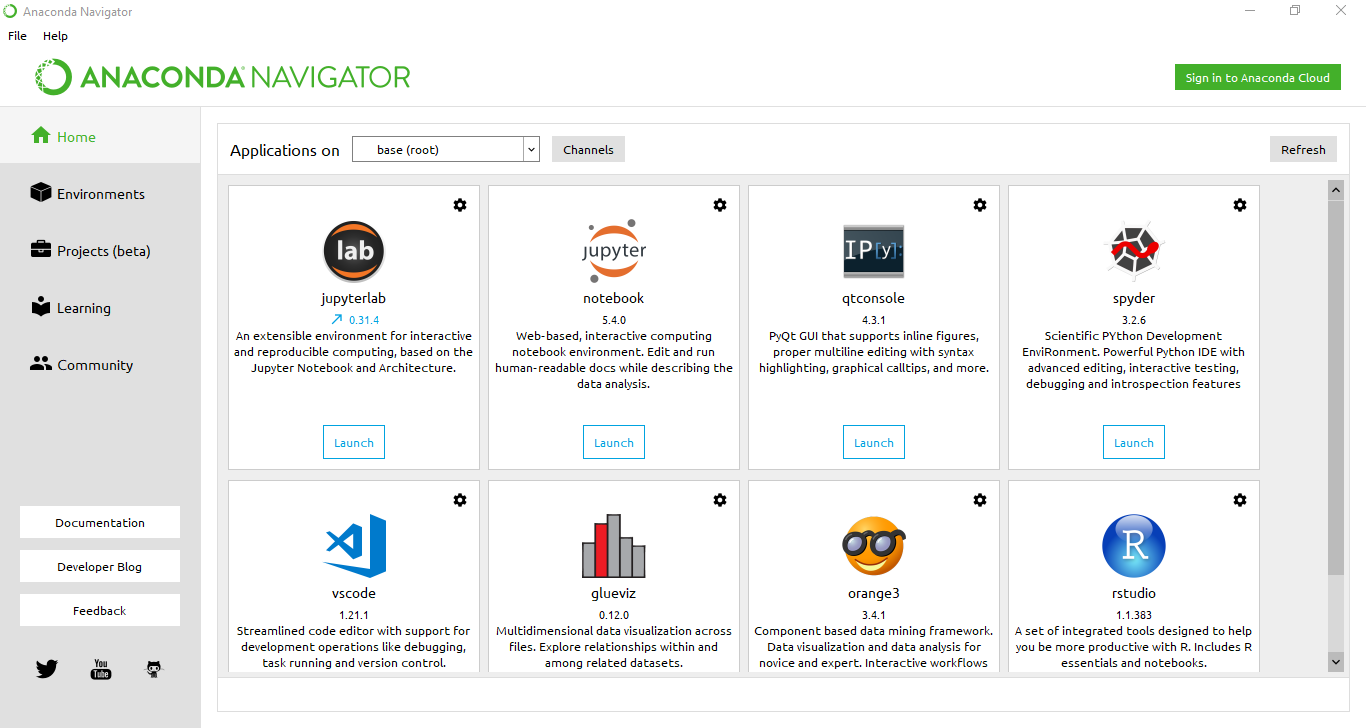 Anaconda Navigator
File Help
ANACONDA NAVIGATOR
Sign in to Anaconda Cloud
Home
Environments
Projects (beta)
Learning
Community
Documentation
Developer Blog
Feedback
You
Tube
Applications on base (root) Channels Refresh
lab
jupyterlab
0.31.4
An extensible environment for interactive
and reproducible computing, based on the
Jupyter Notebook and Architecture.
Launch
jupyter
notebook
5.4.0
Web-based, interactive computing
notebook environment. Edit and run
human-readable docs while describing the
data analysis.
Launch
IP[y]:
qtconsole
4.3.1
PyQt GUI that supports inline figures,
proper multiline editing with syntax
highlighting, graphical calltips, and more.
Launch
spyder
3.2.6
Scientific PYthon Development
EnviRonment. Powerful Python IDE with
advanced editing, interactive testing,
debugging and introspection features
Launch
vscode
1.21.1
Streamlined code editor with support for
development operations like debugging,
task running and version control.
glueviz
0.12.0
Multidimensional data visualization across
files. Explore relationships within and
among related datasets.
orange3
3.4.1
Component based data mining framework.
Data visualization and data analysis for
novice and expert. Interactive workflows
R
rstudio
1.1.383
A set of integrated tools designed to help
you be more productive with R. Includes R
essentials and notebooks.